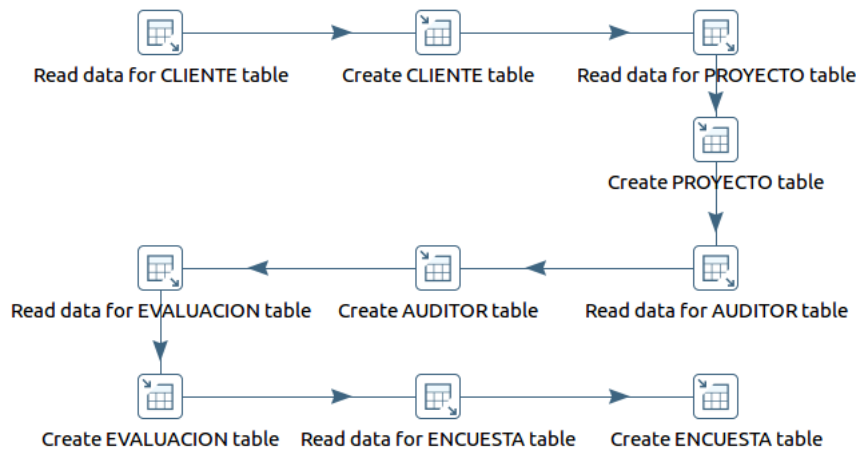 Read data for CLIENTE table
Create CLIENTE table
Read data for PROYECTO table
Create PROYECTO table
Read data for EVALUACION table
Create AUDITOR table
Read data for AUDITOR table
Create EVALUACION table
Read data for ENCUESTA table
Create ENCUESTA table